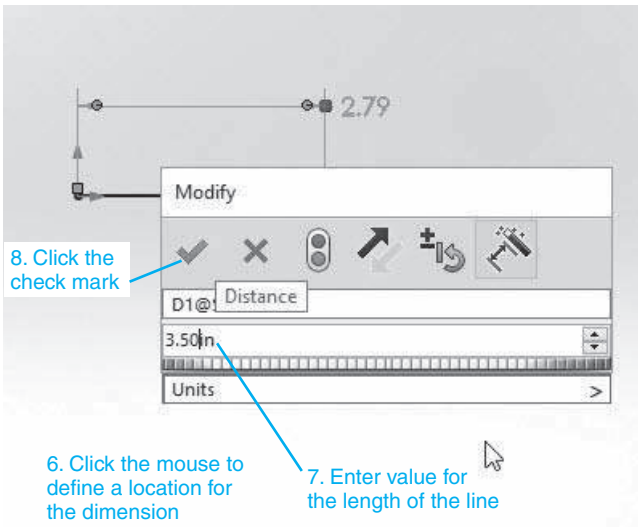 2.79
Modify
8. Click the
check mark
D1@
Distance
3.50in
Units >
6. Click the mouse to
define a location for
the dimension
7. Enter value for
the length of the line